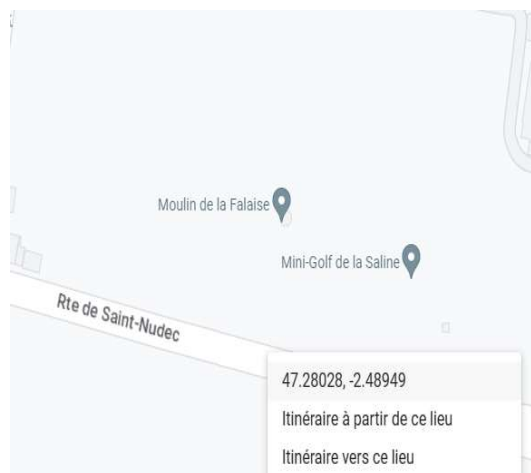 Moulin de la Falaise
Mini-Golf de la Saline
Rte de Saint-Nudec
47.28028, -2.48949
Itinéraire à partir de ce lieu
Itinéraire vers ce lieu